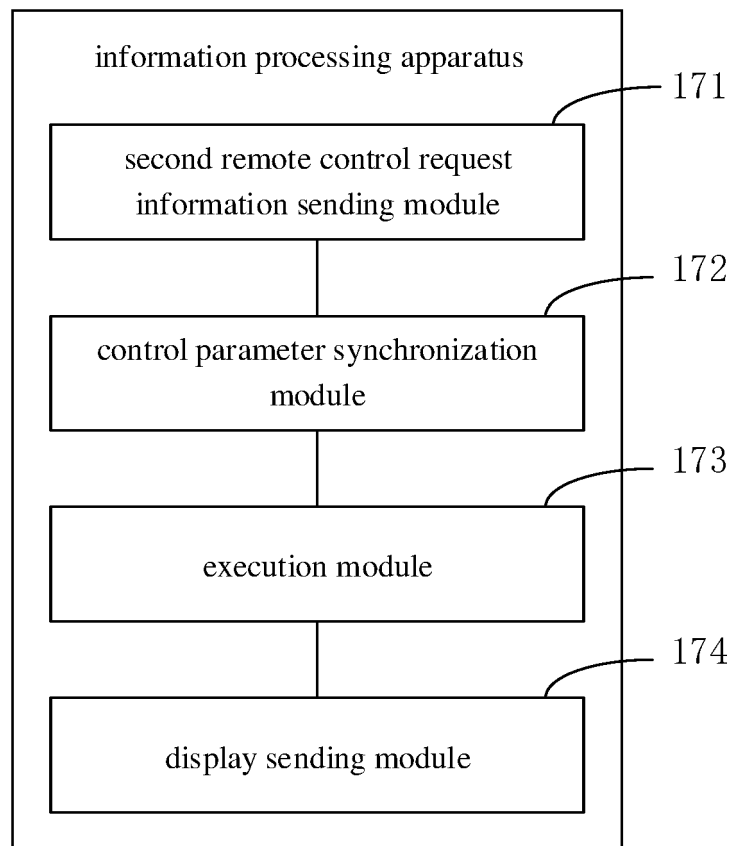 information processing apparatus
171
second remote control request
information sending module
172
control parameter synchronization
module
173
execution module
174
display sending module